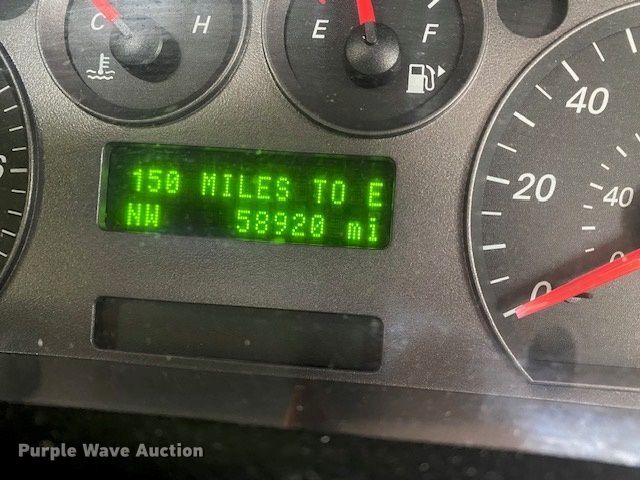 C H
E F
40
20
40
0
150 MILES TO E
NW 58920 mi
Purple Wave Auction